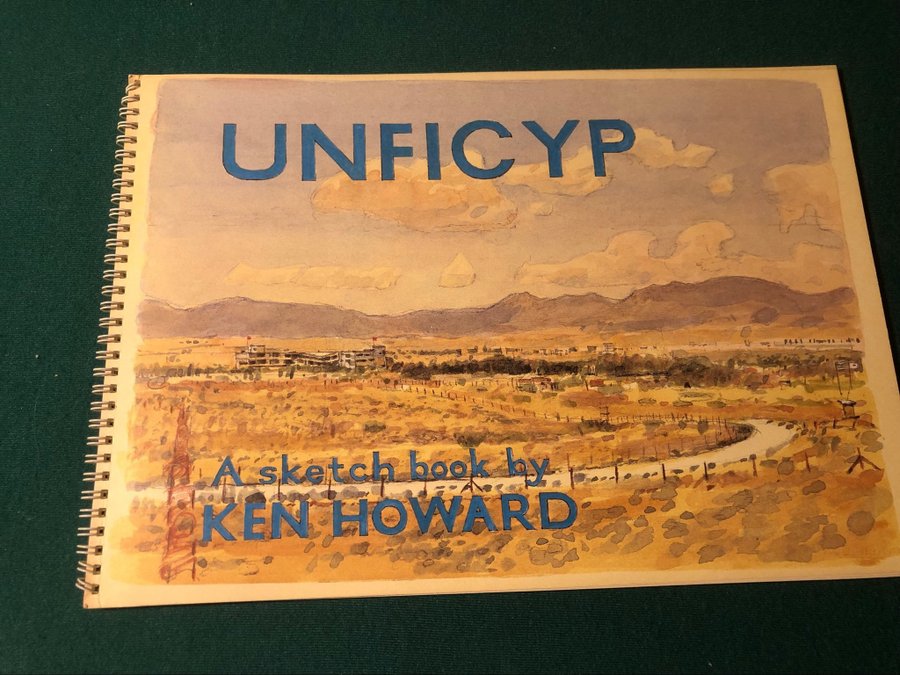 UNFICYP
A sketch book by
KEN HOWARD